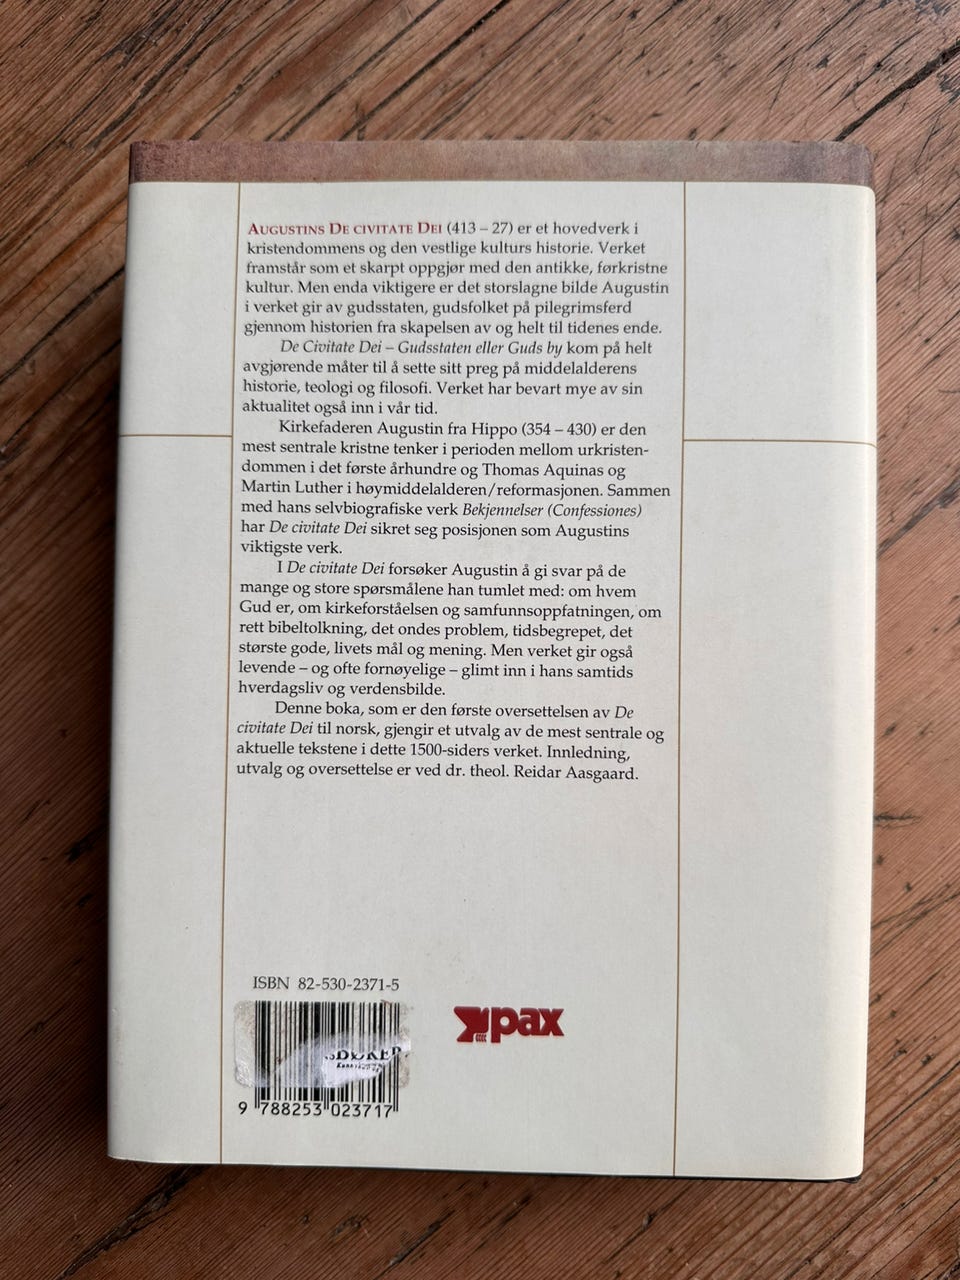 AUGUSTINS DE CIVITATE DEI (413 – 27) er et hovedverk i
kristendommens og den vestlige kulturs historie. Verket
framstår som et skarpt oppgjør med den antikke, førkristne
kultur. Men enda viktigere er det storslagne bilde Augustin
i verket gir av gudsstaten, gudsfolket på pilegrimsferd
gjennom historien fra skapelsen av og helt til tidenes ende.
De Civitate Dei – Gudsstaten eller Guds by kom på helt
avgjørende måter til å sette sitt preg på middelalderens
historie, teologi og filosofi. Verket har bevart mye av sin
aktualitet også inn i vår tid.
Kirkefaderen Augustin fra Hippo (354 – 430) er den
mest sentrale kristne tenker i perioden mellom urkristen-
dommen i det første århundre og Thomas Aquinas og
Martin Luther i høymiddelalderen/reformasjonen. Sammen
med hans selvbiografiske verk Bekjennelser (Confessiones)
har De civitate Dei sikret seg posisjonen som Augustins
viktigste verk.
I De civitate Dei forsøker Augustin å gi svar på de
mange og store spørsmålene han tumlet med: om hvem
Gud er, om kirkeforståelsen og samfunnsoppfatningen, om
rett bibeltolkning, det ondes problem, tidsbegrepet, det
største gode, livets mål og mening. Men verket gir også
levende – og ofte fornøyelige – glimt inn i hans samtids
hverdagsliv og verdensbilde.
Denne boka, som er den første oversettelsen av De
civitate Dei til norsk, gjengir et utvalg av de mest sentrale og
aktuelle tekstene i dette 1500-siders verket. Innledning,
utvalg og oversettelse er ved dr. theol. Reidar Aasgaard.
ISBN 82-530-2371-5
pax
9 788253 023717